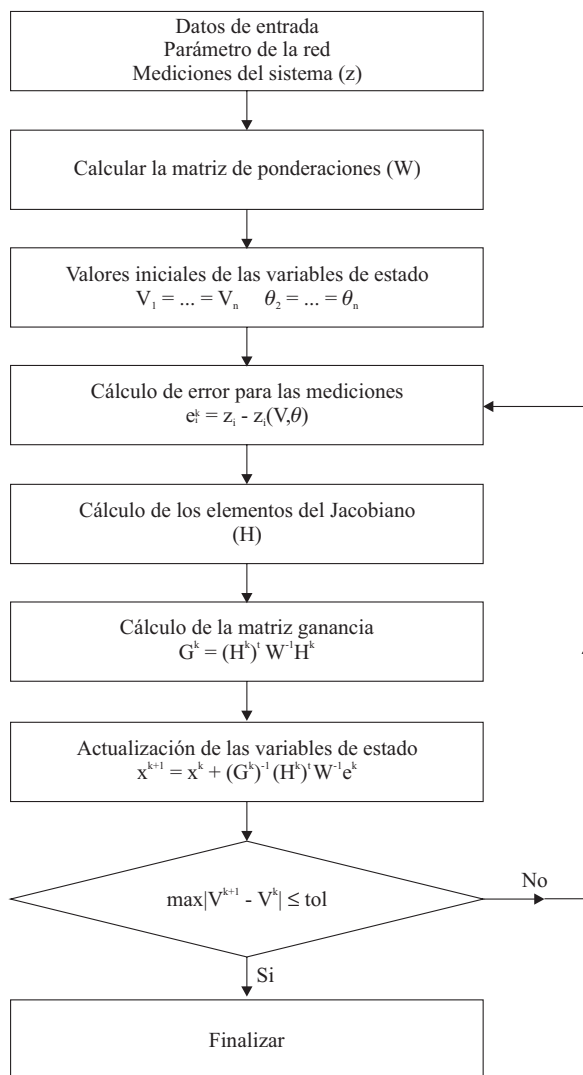 Datos de entrada
Parámetro de la red
Mediciones del sistema (z)
Calcular la matriz de ponderaciones (W)
Valores iniciales de las variables de estado
V₁ = ... = Vₙ θ₂ = ... = θₙ
Cálculo de error para las mediciones
eᵢᵏ = zᵢ - zᵢ(V,θ)
Cálculo de los elementos del Jacobiano
(H)
Cálculo de la matriz ganancia
Gᵏ = (Hᵏ)ᵗ W⁻¹Hᵏ
Actualización de las variables de estado
xᵏ⁺¹ = xᵏ + (Gᵏ)⁻¹ (Hᵏ)ᵗ W⁻¹eᵏ
max|Vᵏ⁺¹ - Vᵏ| ≤ tol
No
Si
Finalizar